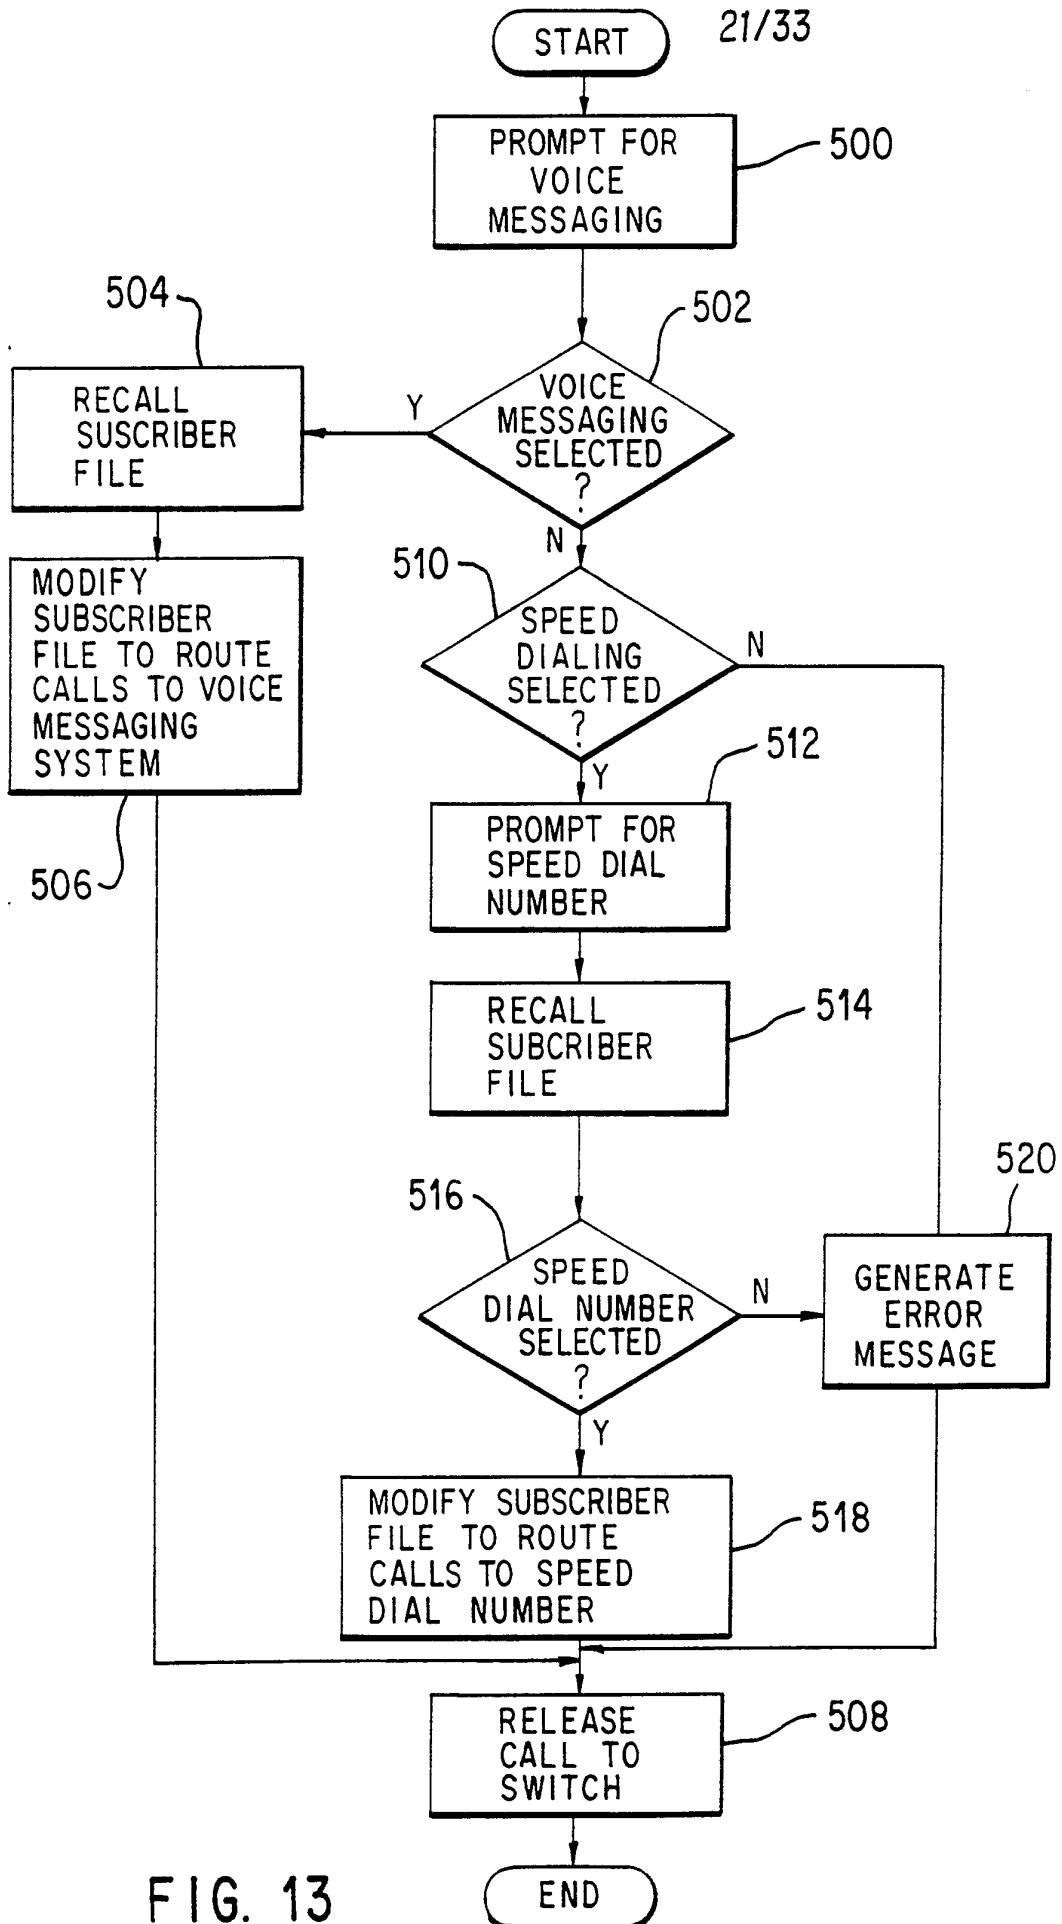 START
21/33
PROMPT FOR
VOICE
MESSAGING
500
504
502
RECALL
SUSCRIBER
FILE
Y
VOICE
MESSAGING
SELECTED
?
N
MODIFY
SUBSCRIBER
FILE TO ROUTE
CALLS TO VOICE
MESSAGING
SYSTEM
506
510
SPEED
DIALING
SELECTED
?
N
Y
512
PROMPT FOR
SPEED DIAL
NUMBER
RECALL
SUBCRIBER
FILE
514
516
SPEED
DIAL NUMBER
SELECTED
?
N
Y
520
GENERATE
ERROR
MESSAGE
MODIFY SUBSCRIBER
FILE TO ROUTE
CALLS TO SPEED
DIAL NUMBER
518
RELEASE
CALL TO
SWITCH
508
END
FIG. 13